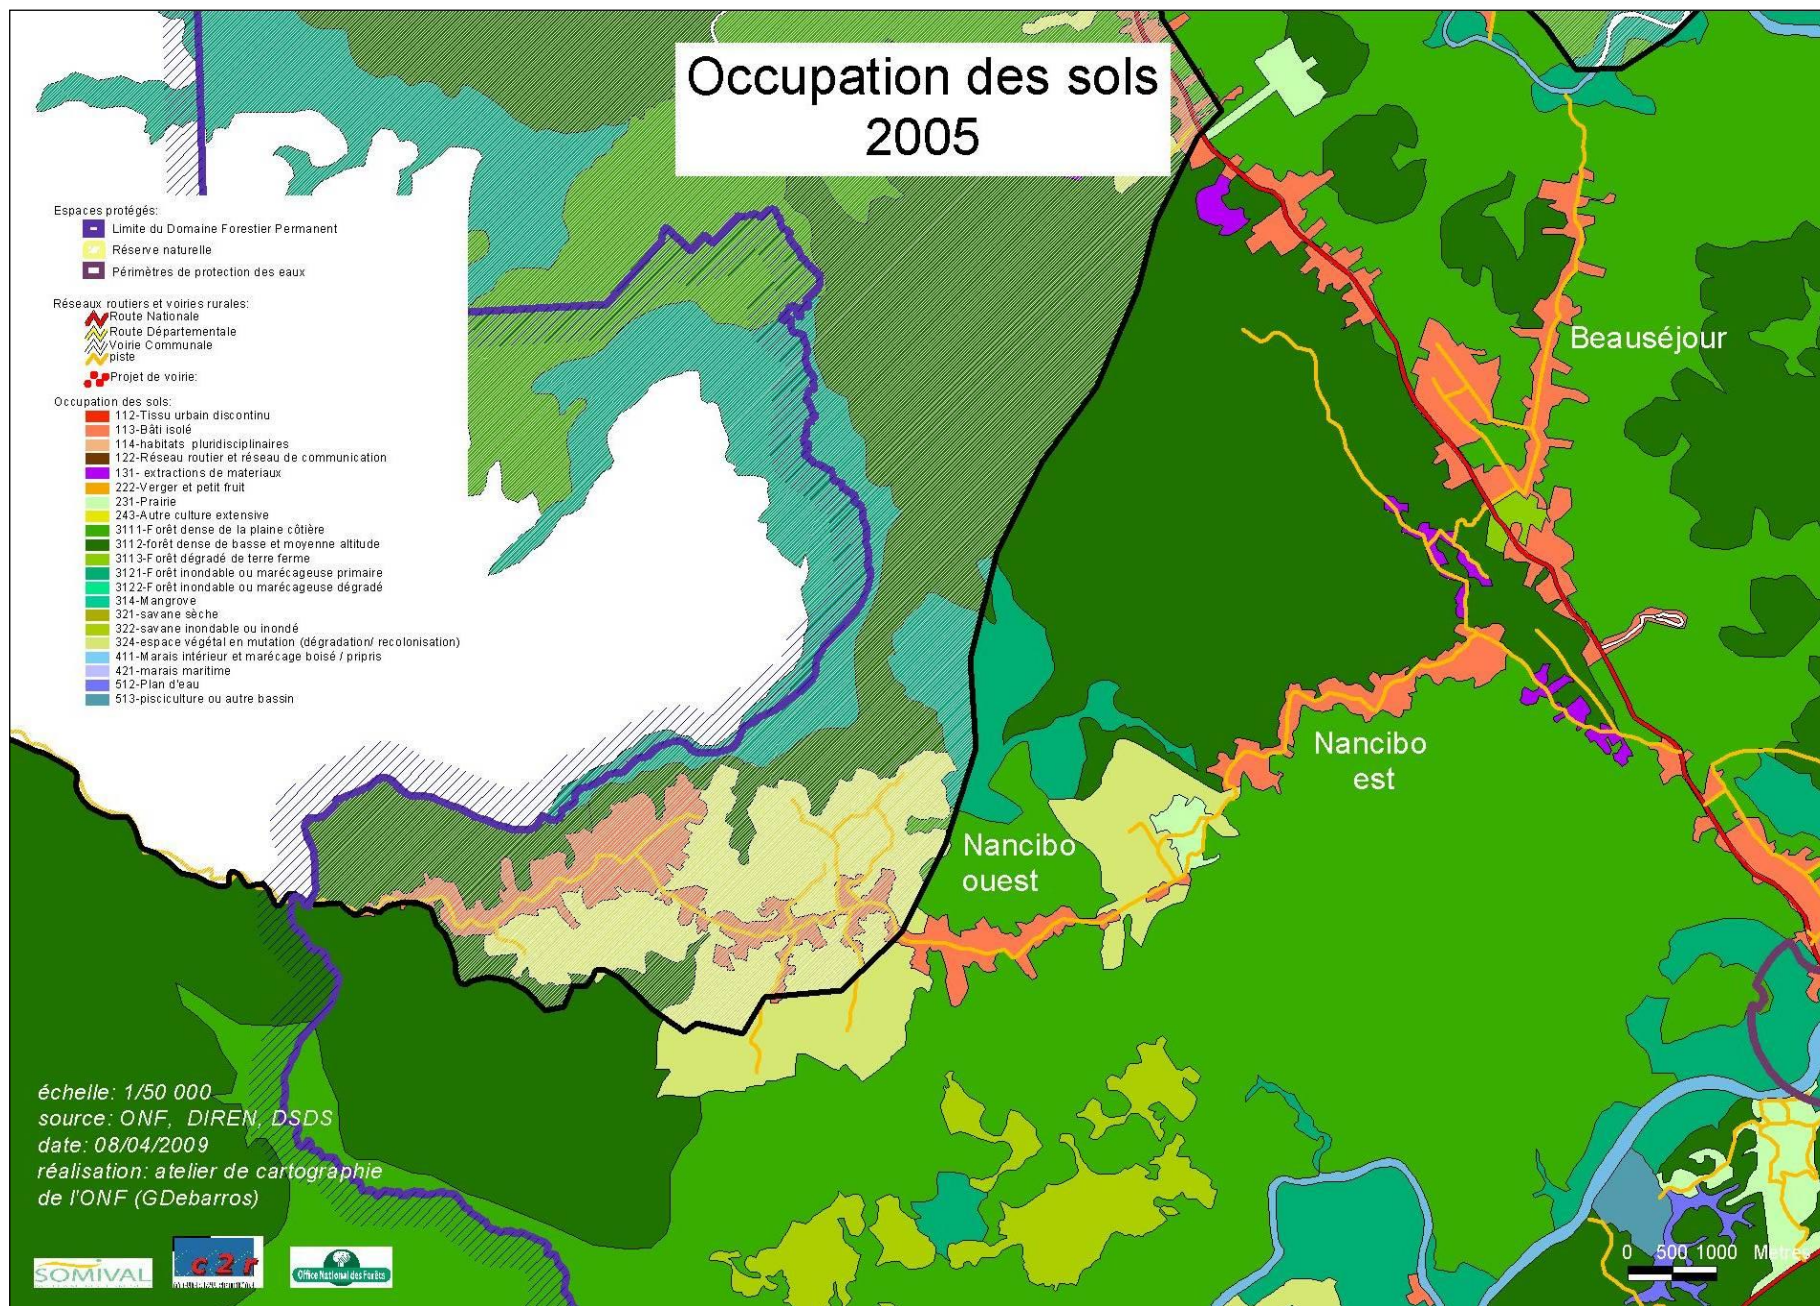 Occupation des sols
2005
Espaces protégés:
Limite du Domaine Forestier Permanent
Réserve naturelle
Périmètres de protection des eaux
Réseaux routiers et voiries rurales:
Route Nationale
Route Départementale
Voirie Communale
piste
Projet de voirie:
Occupation des sols:
112-Tissu urbain discontinu
113-Bâti isolé
114-habitats pluridisciplinaires
122-Réseau routier et réseau de communication
131- extractions de materiaux
222-Verger et petit fruit
231-Prairie
243-Autre culture extensive
3111-Forêt dense de la plaine côtière
3112-forêt dense de basse et moyenne altitude
3113-Forêt dégradé de terre ferme
3121-Forêt inondable ou marécageuse primaire
3122-Forêt inondable ou marécageuse dégradé
314-Mangrove
321-savane sèche
322-savane inondable ou inondé
324-espace végétal en mutation (dégradation/ recolonisation)
411-Marais intérieur et marécage boisé / pripris
421-marais maritime
512-Plan d'eau
513-pisciculture ou autre bassin
Beauséjour
Nancibo
est
Nancibo
ouest
échelle: 1/50 000
source: ONF, DIREN, DSDS
date: 08/04/2009
réalisation: atelier de cartographie
de l'ONF (GDebarros)
SOMIVAL
c2r
Office National des Forêts
0 500 1000 Mètres